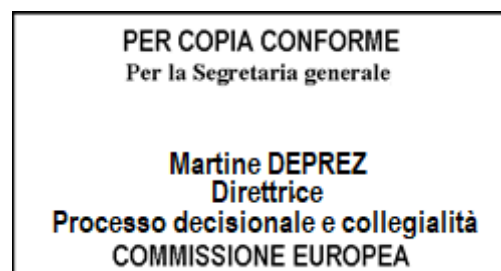 PER COPIA CONFORME
Per la Segretaria generale
Martine DEPREZ
Direttrice
Processo decisionale e collegialità
COMMISSIONE EUROPEA